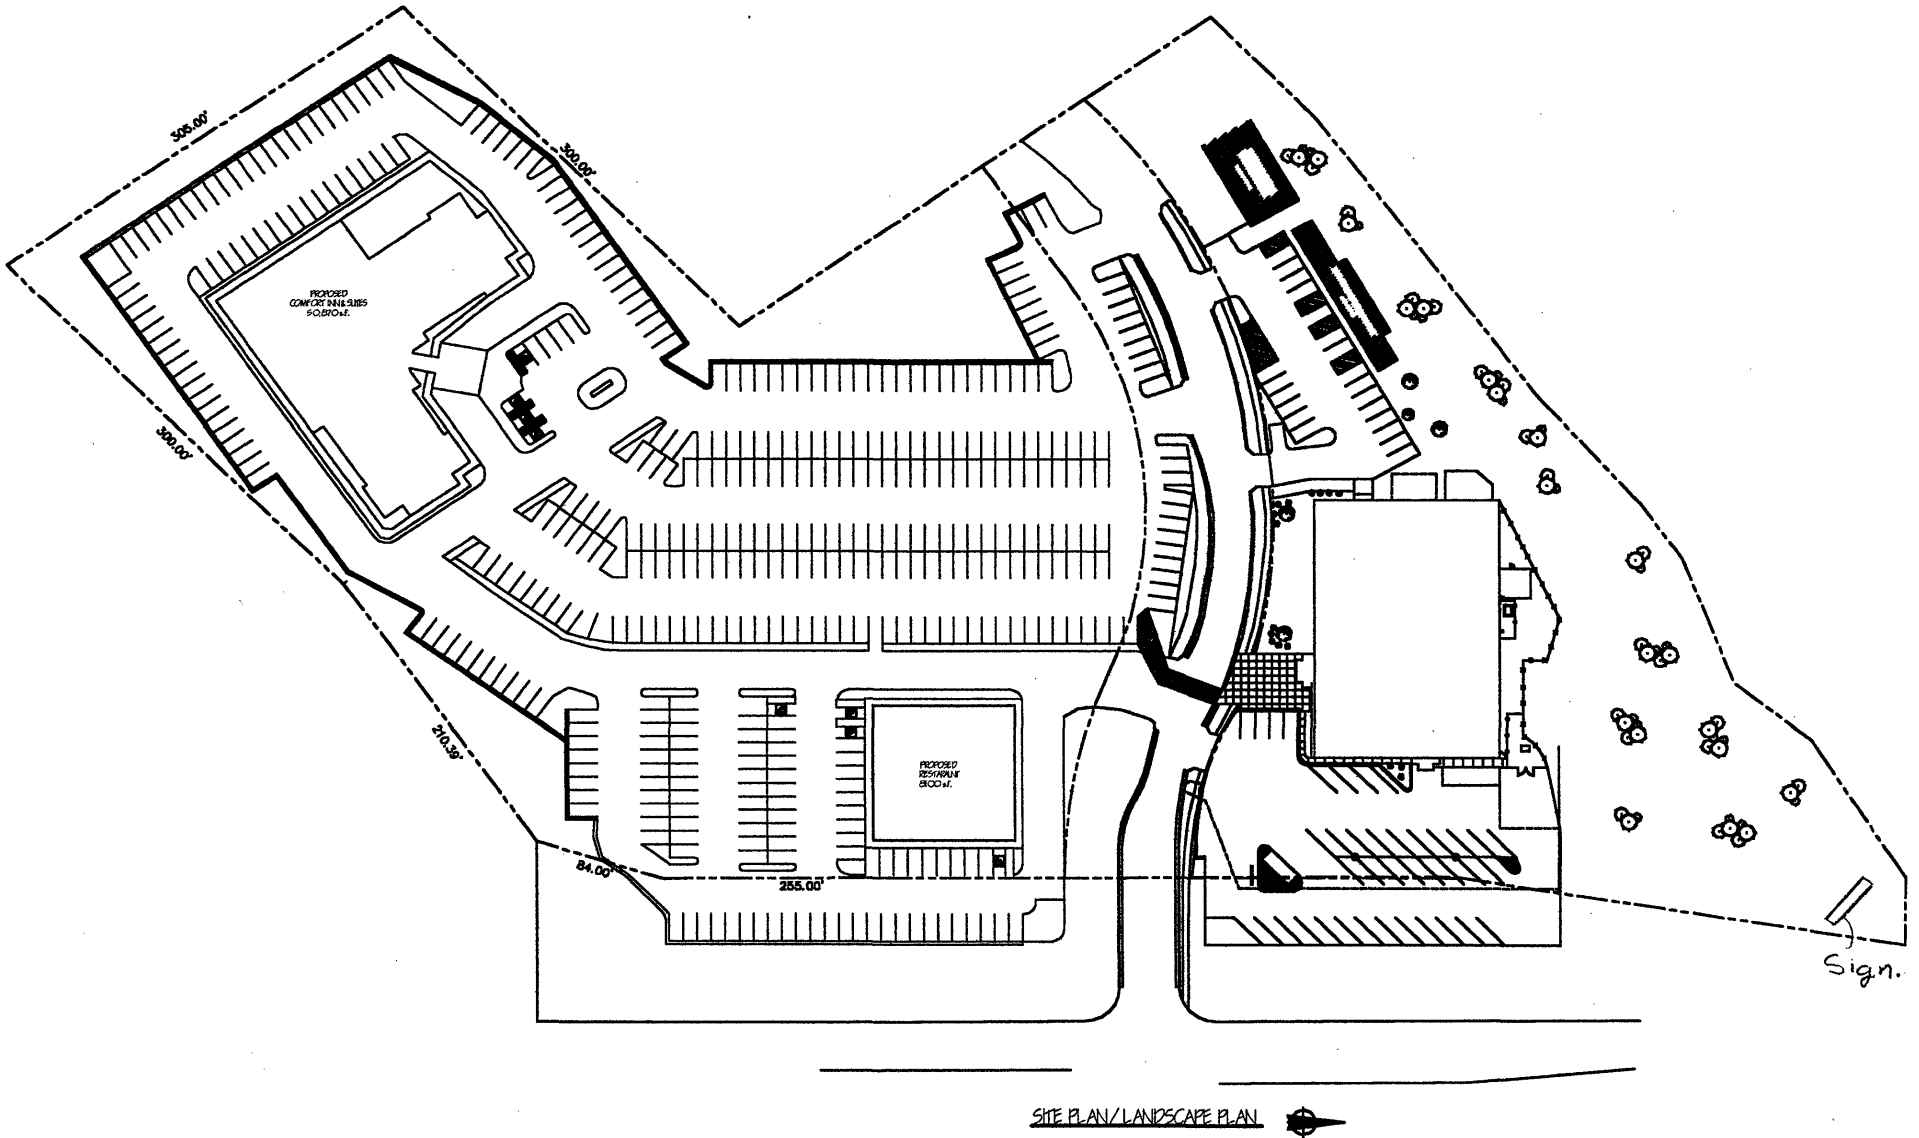 305.00'
300.00'
PROPOSED
COMFORT INN & SUITES
50,870 s.f.
300.00'
210.39'
PROPOSED
RESTARAUNT
8100 s.f.
84.00'
255.00'
Sign.
SITE PLAN/LANDSCAPE PLAN